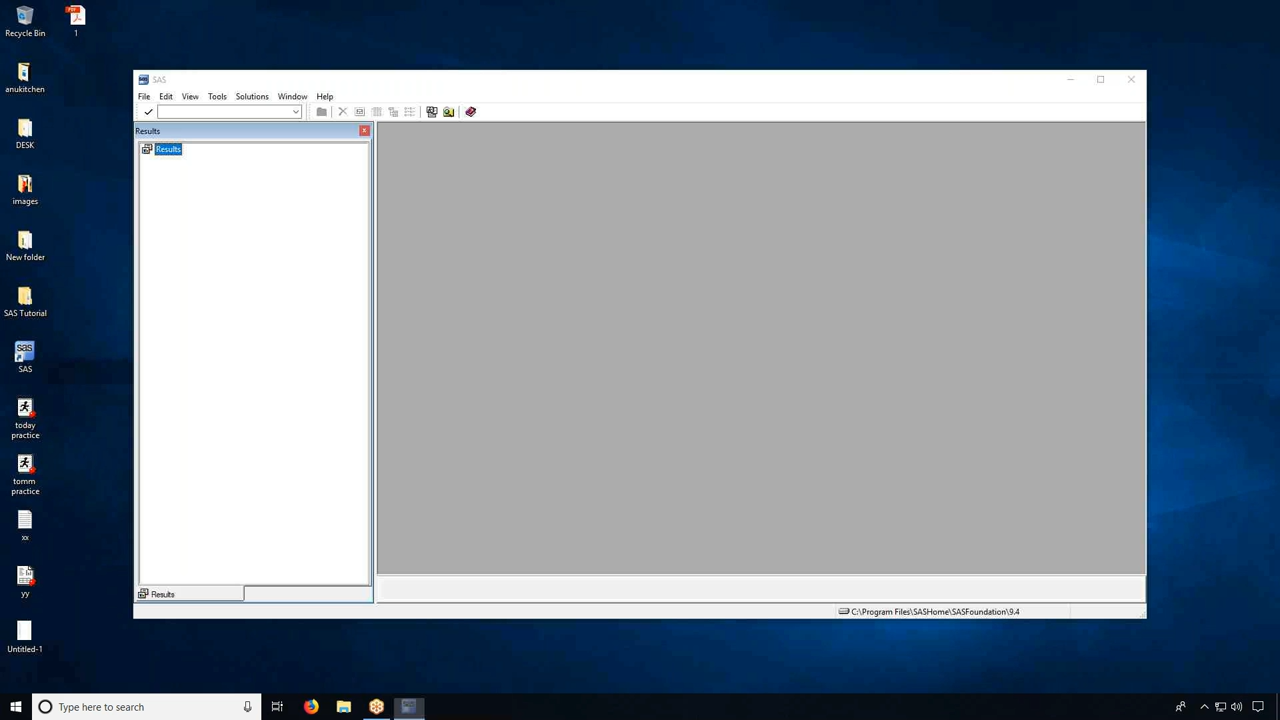 Recycle Bin
1
anukitchen
DESK
images
New folder
SAS Tutorial
SAS
today
practice
tomm
practice
xx
yy
Untitled-1
SAS
File Edit View Tools Solutions Window Help
Results
Results
Results
C:\Program Files\SASHome\SASFoundation\9.4
Type here to search